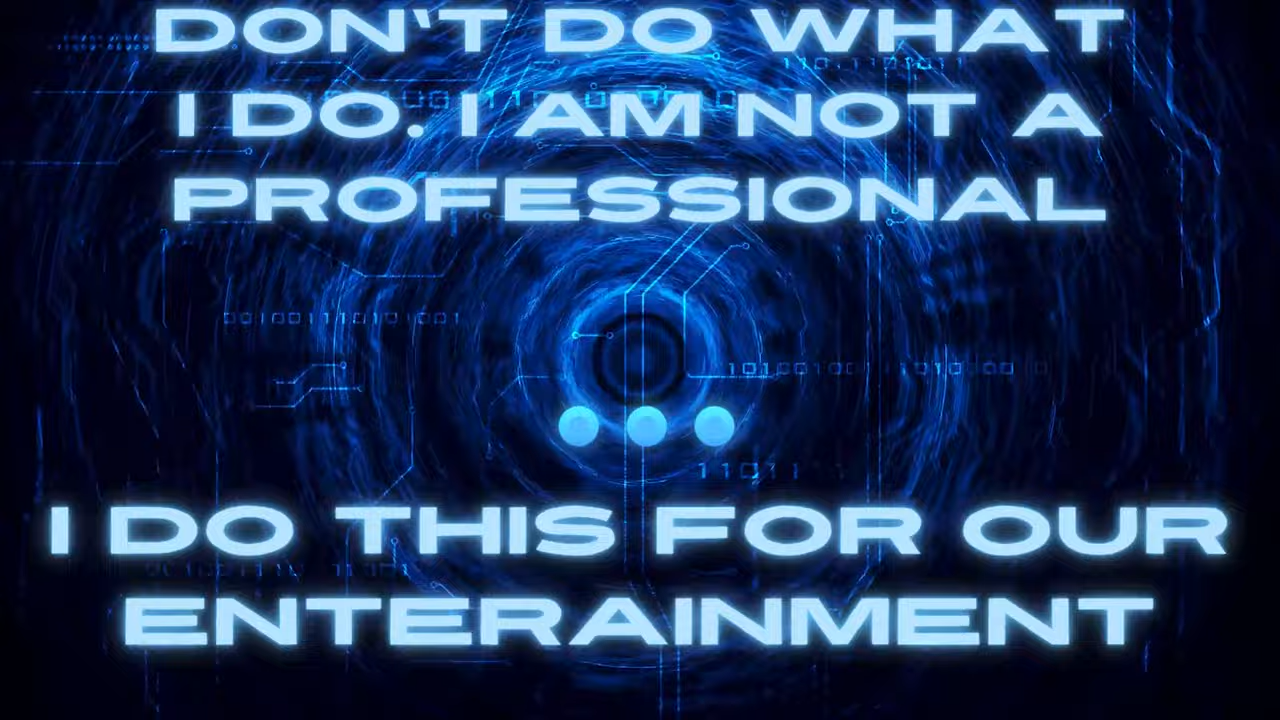 DON'T DO WHAT
I DO. I AM NOT A
PROFESSIONAL
...
I DO THIS FOR OUR
ENTERAINMENT